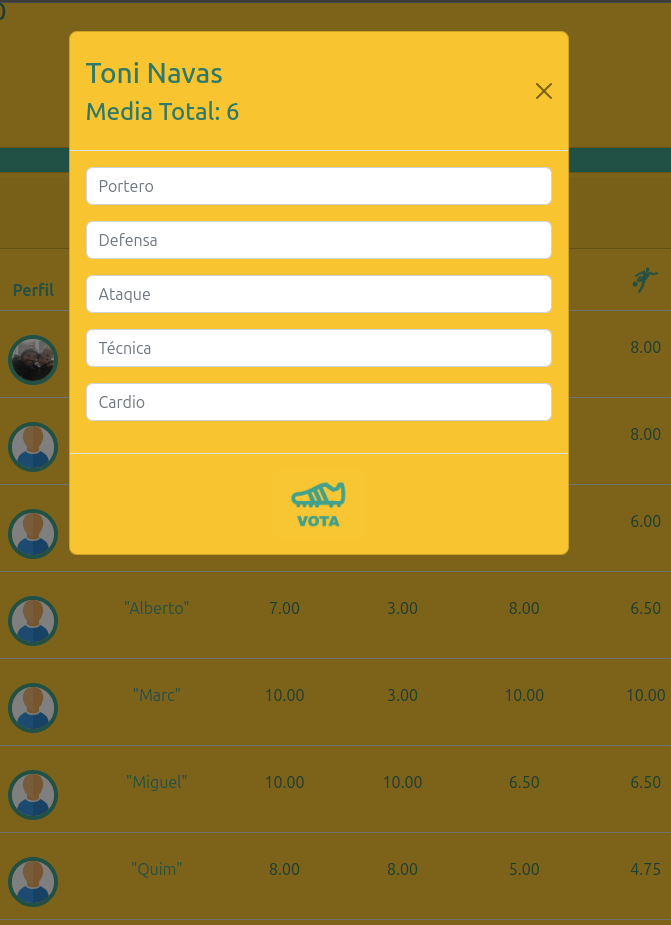 Toni Navas
Media Total: 6
Portero
Defensa
Ataque
Técnica
Cardio
VOTA
Perfil
8.00
8.00
6.00
"Alberto" 7.00 3.00 8.00 6.50
"Marc" 10.00 3.00 10.00 10.00
"Miguel" 10.00 10.00 6.50 6.50
"Quim" 8.00 8.00 5.00 4.75